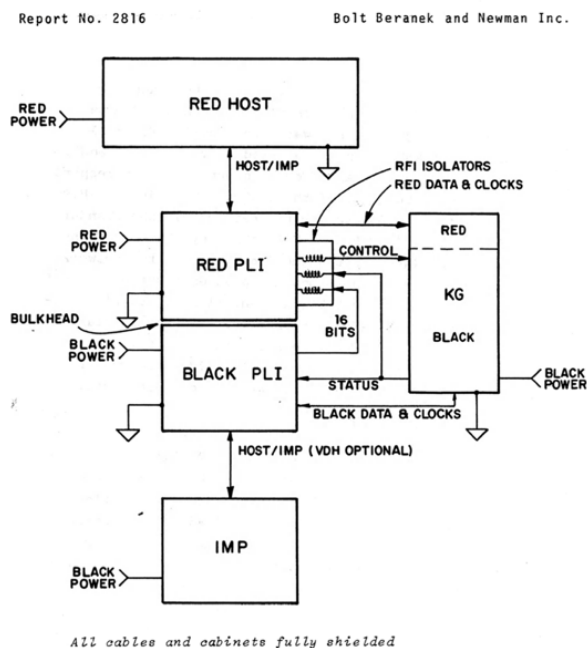 Report No. 2816
Bolt Beranek and Newman Inc.
RED HOST
RED
POWER
HOST/IMP
RFI ISOLATORS
RED DATA & CLOCKS
RED
POWER
RED PLI
CONTROL
RED
KG
BLACK
16
BITS
BULKHEAD
BLACK
POWER
BLACK PLI
STATUS
BLACK
POWER
BLACK DATA & CLOCKS
HOST/IMP (VDH OPTIONAL)
IMP
BLACK
POWER
All cables and cabinets fully shielded